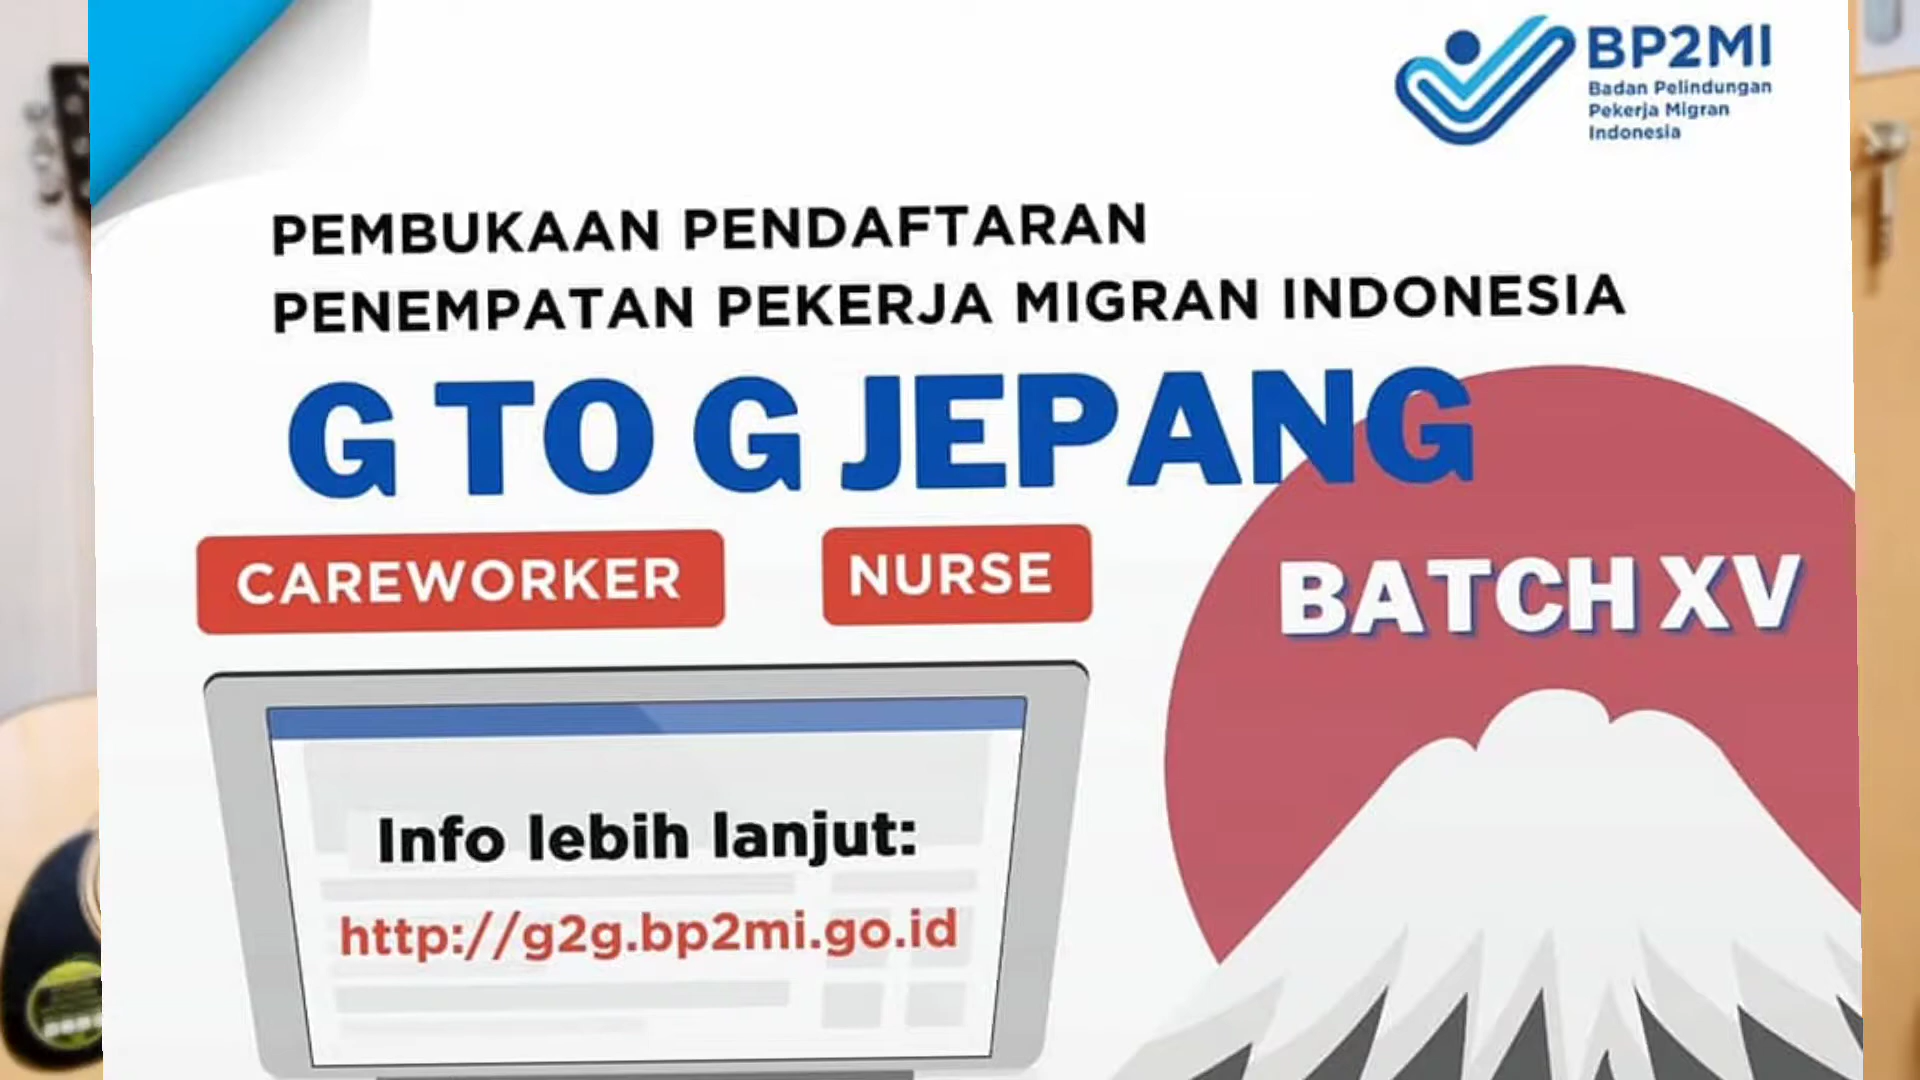 BP2MI
Badan Pelindungan
Pekerja Migran
Indonesia
PEMBUKAAN PENDAFTARAN
PENEMPATAN PEKERJA MIGRAN INDONESIA
G TO G JEPANG
CAREWORKER
NURSE
BATCH XV
Info lebih lanjut:
http://g2g.bp2mi.go.id